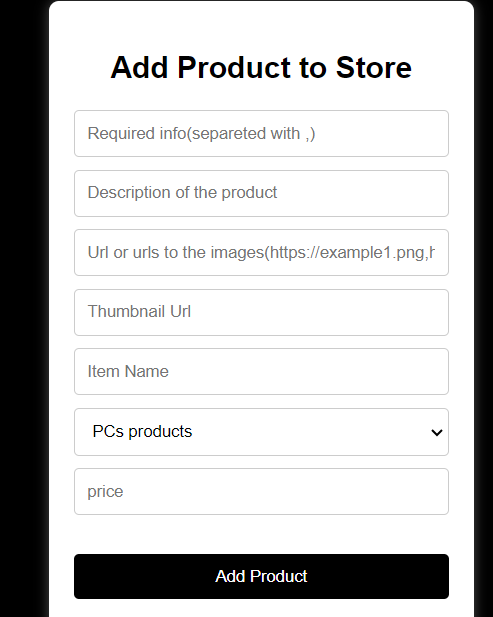 Add Product to Store
Required info(separeted with ,)
Description of the product
Url or urls to the images(https://example1.png,h
Thumbnail Url
Item Name
PCs products
price
Add Product